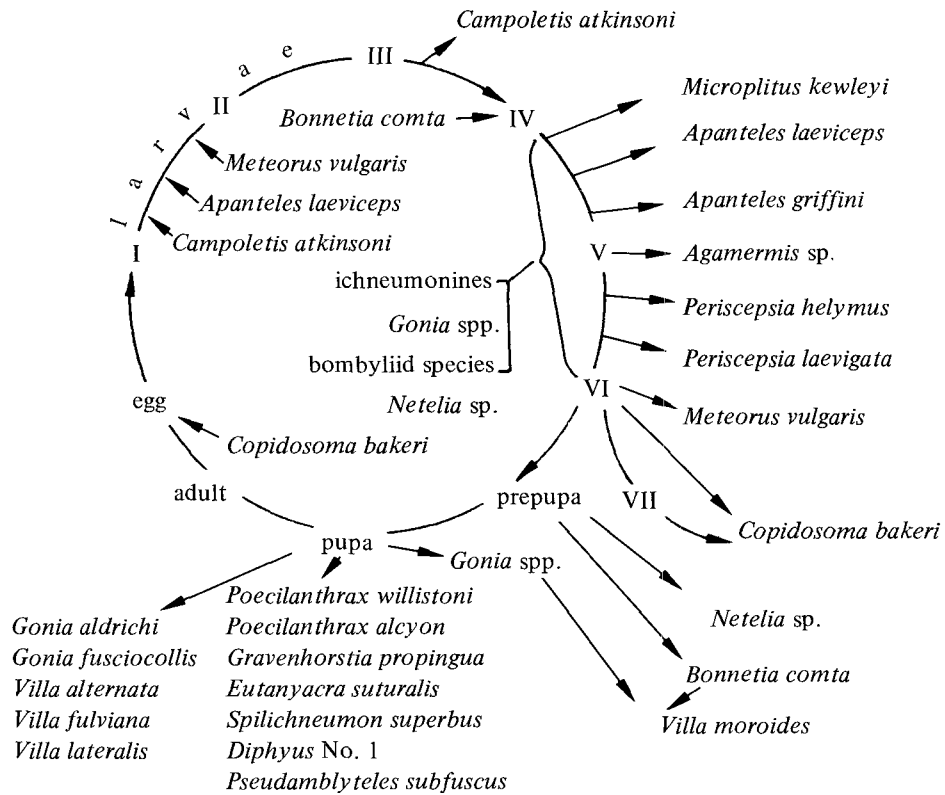 Campoletis atkinsoni
III
larvae
II
IV
Bonnetia comta
Microplitus kewleyi
Meteorus vulgaris
Apanteles laeviceps
Apanteles laeviceps
Apanteles griffini
Campoletis atkinsoni
I
V
Agamermis sp.
ichneumonines
Periscepsia helymus
Gonia spp.
bombyliid species
Periscepsia laevigata
egg
Netelia sp.
VI
Meteorus vulgaris
Copidosoma bakeri
adult
prepupa
VII
Copidosoma bakeri
pupa
Gonia spp.
Netelia sp.
Bonnetia comta
Villa moroides
Gonia aldrichi
Gonia fusciocollis
Villa alternata
Villa fulviana
Villa lateralis
Poecilanthrax willistoni
Poecilanthrax alcyon
Gravenhorstia propingua
Eutanyacra suturalis
Spilichneumon superbus
Diphyus No. 1
Pseudamblyteles subfuscus